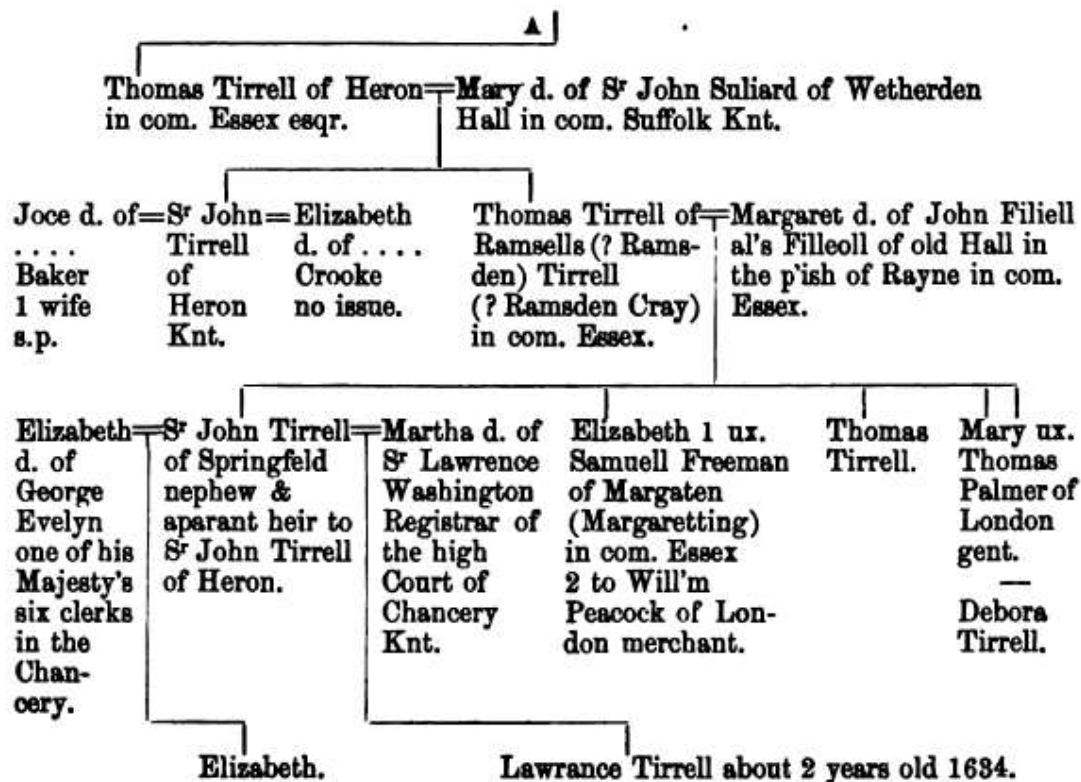 A
Thomas Tirrell of Heron
in com. Essex esqr.
Mary d. of Sr John Suliard of Wetherden
Hall in com. Suffolk Knt.
Joce d. of
. . . .
Baker
1 wife
s.p.
Sr John
Tirrell
of
Heron
Knt.
Elizabeth
d. of . . . .
Crooke
no issue.
Thomas Tirrell of
Ramsells (? Rams-
den) Tirrell
(? Ramsden Cray)
in com. Essex.
Margaret d. of John Filiell
al's Filleoll of old Hall in
the p'ish of Rayne in com.
Essex.
Elizabeth
d. of
George
Evelyn
one of his
Majesty's
six clerks
in the
Chan-
cery.
Sr John Tirrell
of Springfeld
nephew &
aparant heir to
Sr John Tirrell
of Heron.
Martha d. of
Sr Lawrence
Washington
Registrar of
the high
Court of
Chancery
Knt.
Elizabeth 1 ux.
Samuell Freeman
of Margaten
(Margaretting)
in com. Essex
2 to Will'm
Peacock of Lon-
don merchant.
Thomas
Tirrell.
Mary ux.
Thomas
Palmer of
London
gent.
—
Debora
Tirrell.
Elizabeth.
Lawrance Tirrell about 2 years old 1634.